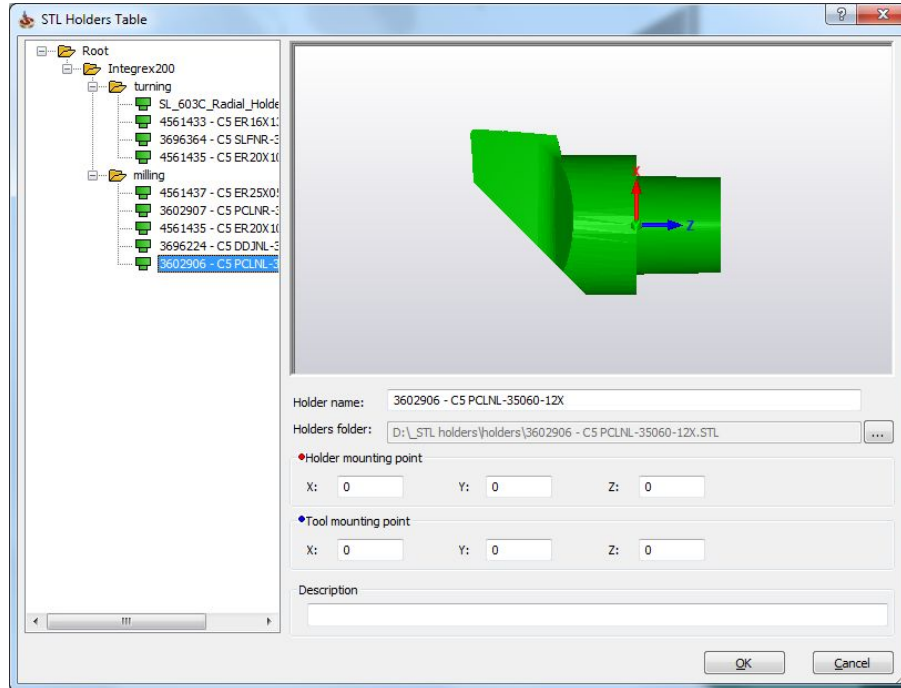 STL Holders Table
Root
Integrex200
turning
SL_603C_Radial_Holde
4561433 - C5 ER16X1
3696364 - C5 SLFNR-3
4561435 - C5 ER20X10
milling
4561437 - C5 ER25X05
3602907 - C5 PCLNR-3
4561435 - C5 ER20X10
3696224 - C5 DDJNL-3
3602906 - C5 PCLNL-3
X
Z
Holder name: 3602906 - C5 PCLNL-35060-12X
Holders folder: D:\_STL holders\holders\3602906 - C5 PCLNL-35060-12X.STL ...
Holder mounting point
X: 0 Y: 0 Z: 0
Tool mounting point
X: 0 Y: 0 Z: 0
Description
OK Cancel